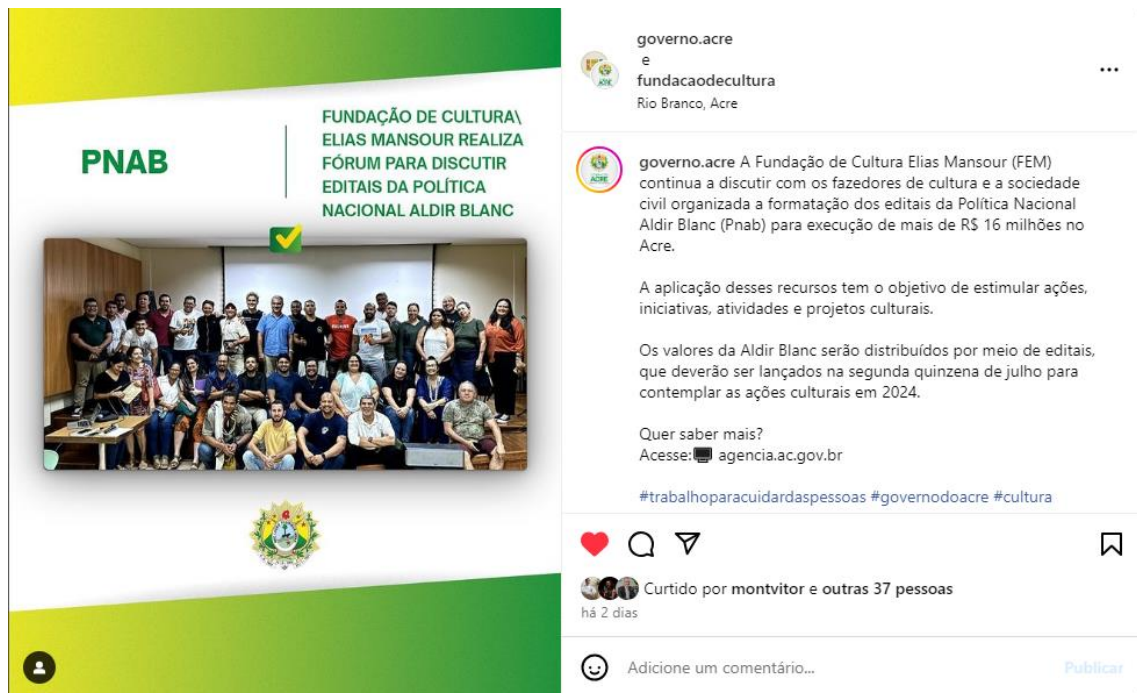 PNAB
FUNDAÇÃO DE CULTURA\
ELIAS MANSOUR REALIZA
FÓRUM PARA DISCUTIR
EDITAIS DA POLÍTICA
NACIONAL ALDIR BLANC
governo.acre
e
fundacaodecultura
Rio Branco, Acre
governo.acre A Fundação de Cultura Elias Mansour (FEM)
continua a discutir com os fazedores de cultura e a sociedade
civil organizada a formatação dos editais da Política Nacional
Aldir Blanc (Pnab) para execução de mais de R$ 16 milhões no
Acre.
A aplicação desses recursos tem o objetivo de estimular ações,
iniciativas, atividades e projetos culturais.
Os valores da Aldir Blanc serão distribuídos por meio de editais,
que deverão ser lançados na segunda quinzena de julho para
contemplar as ações culturais em 2024.
Quer saber mais?
Acesse:🖥 agencia.ac.gov.br
#trabalhoparacuidardaspessoas #governodoacre #cultura
Curtido por montvitor e outras 37 pessoas
há 2 dias
Adicione um comentário...
Publicar